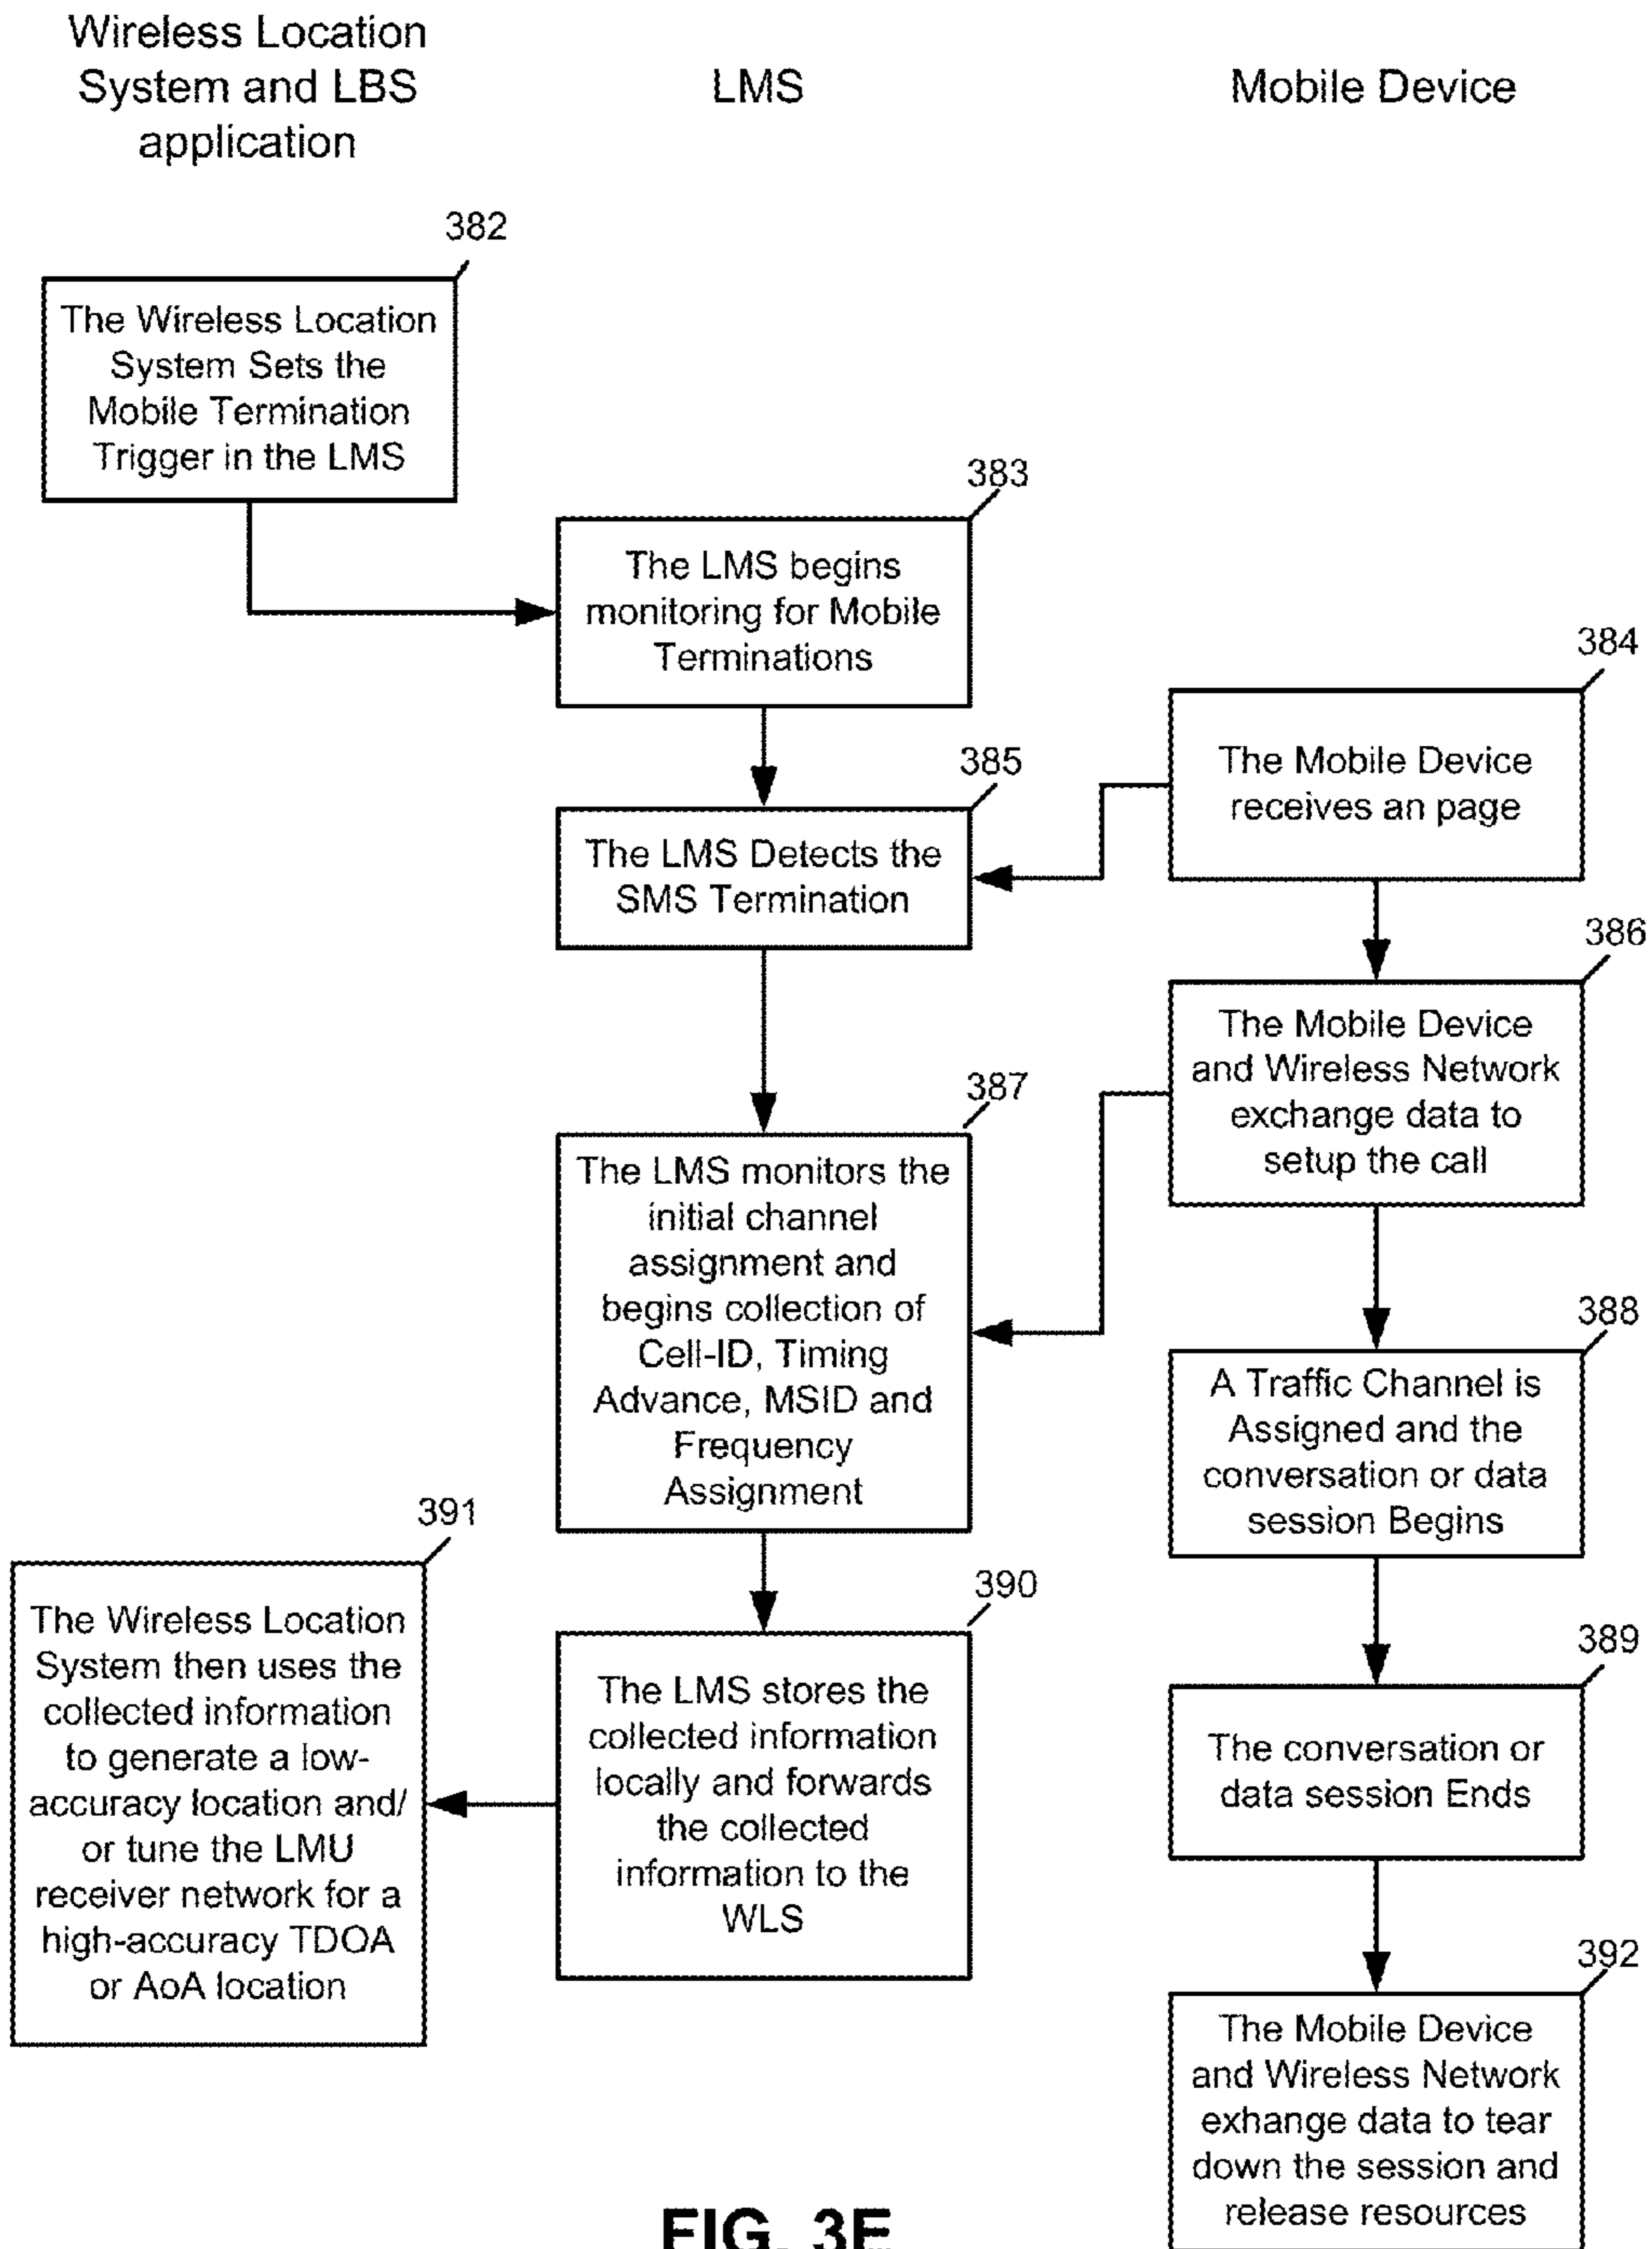 Wireless Location
System and LBS
application
LMS
Mobile Device
382
The Wireless Location
System Sets the
Mobile Termination
Trigger in the LMS
383
The LMS begins
monitoring for Mobile
Terminations
384
The Mobile Device
receives an page
385
The LMS Detects the
SMS Termination
386
The Mobile Device
and Wireless Network
exchange data to
setup the call
387
The LMS monitors the
initial channel
assignment and
begins collection of
Cell-ID, Timing
Advance, MSID and
Frequency
Assignment
388
A Traffic Channel is
Assigned and the
conversation or data
session Begins
389
The conversation or
data session Ends
390
The LMS stores the
collected information
locally and forwards
the collected
information to the
WLS
391
The Wireless Location
System then uses the
collected information
to generate a low-
accuracy location and/
or tune the LMU
receiver network for a
high-accuracy TDOA
or AoA location
392
The Mobile Device
and Wireless Network
exhange data to tear
down the session and
release resources
FIG. 3E